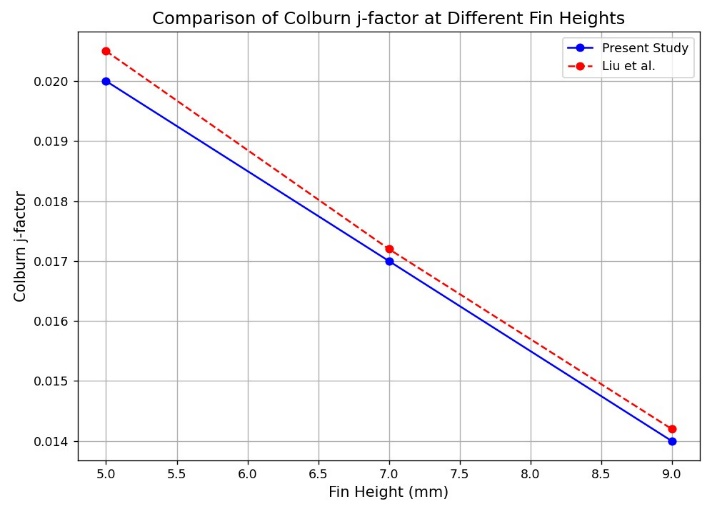 Comparison of Colburn j-factor at Different Fin Heights
Present Study
Liu et al.
0.020
0.019
0.018
0.017
0.016
0.015
0.014
Colburn j-factor
5.0 5.5 6.0 6.5 7.0 7.5 8.0 8.5 9.0
Fin Height (mm)